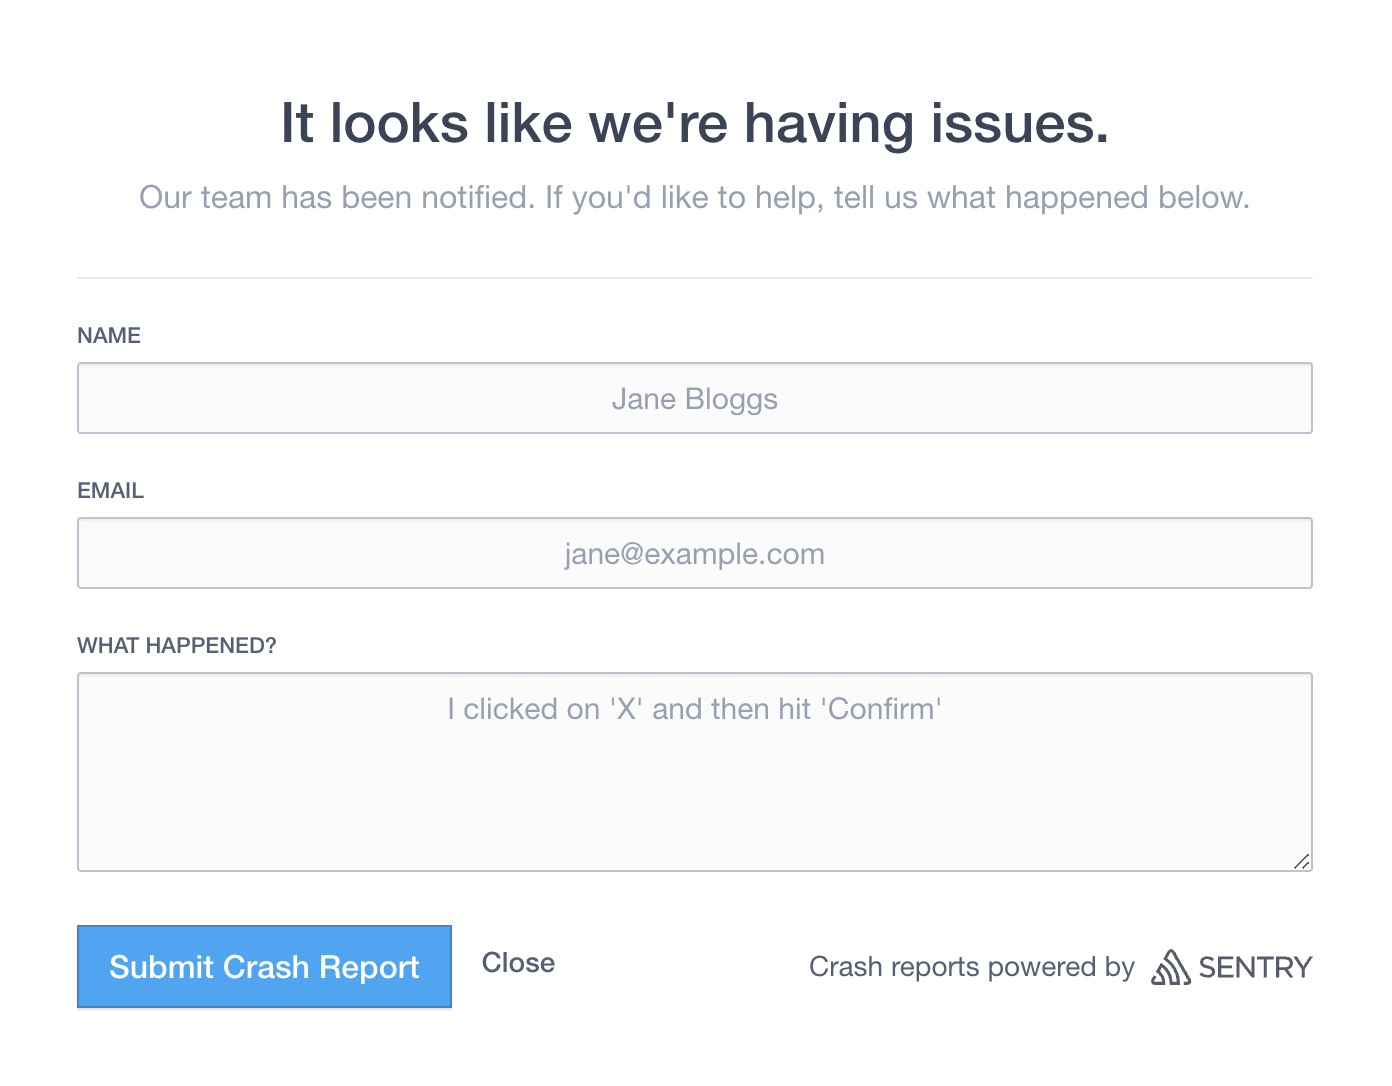 It looks like we're having issues.
Our team has been notified. If you'd like to help, tell us what happened below.
NAME
Jane Bloggs
EMAIL
jane@example.com
WHAT HAPPENED?
I clicked on 'X' and then hit 'Confirm'
Submit Crash Report
Close
Crash reports powered by SENTRY